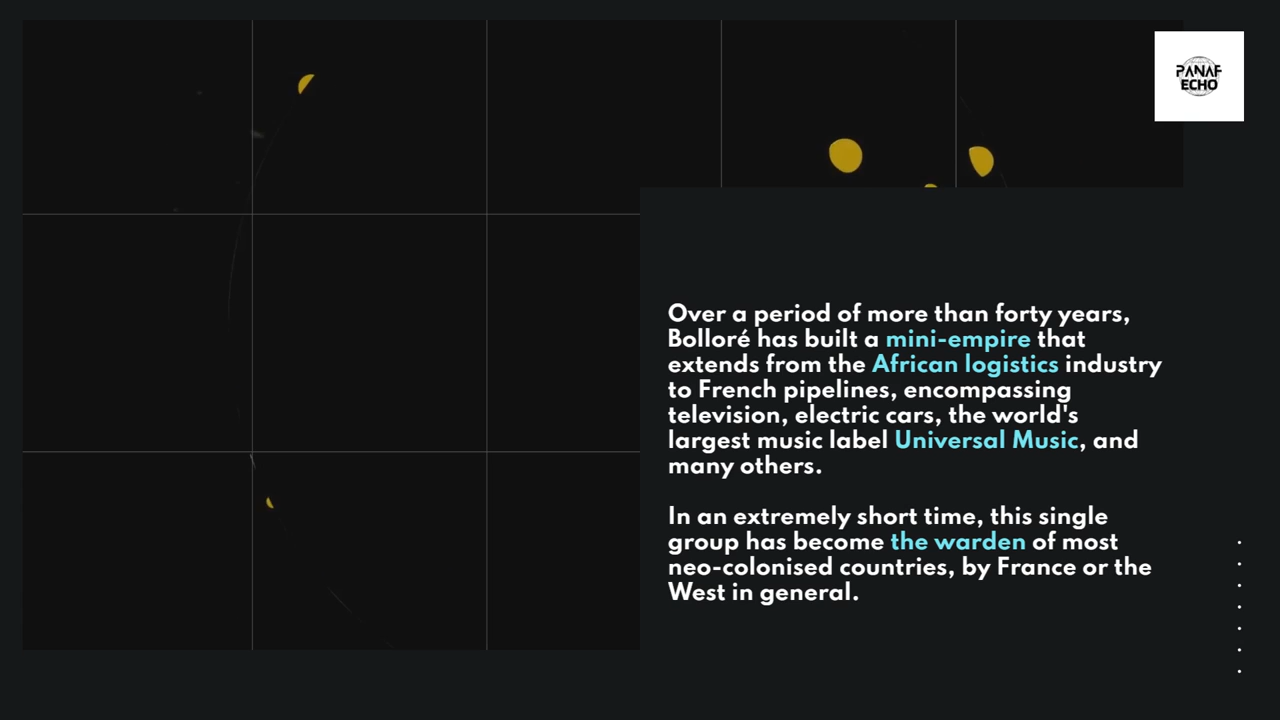 PANAF
ECHO
Over a period of more than forty years,
Bolloré has built a mini-empire that
extends from the African logistics industry
to French pipelines, encompassing
television, electric cars, the world's
largest music label Universal Music, and
many others.
In an extremely short time, this single
group has become the warden of most
neo-colonised countries, by France or the
West in general.